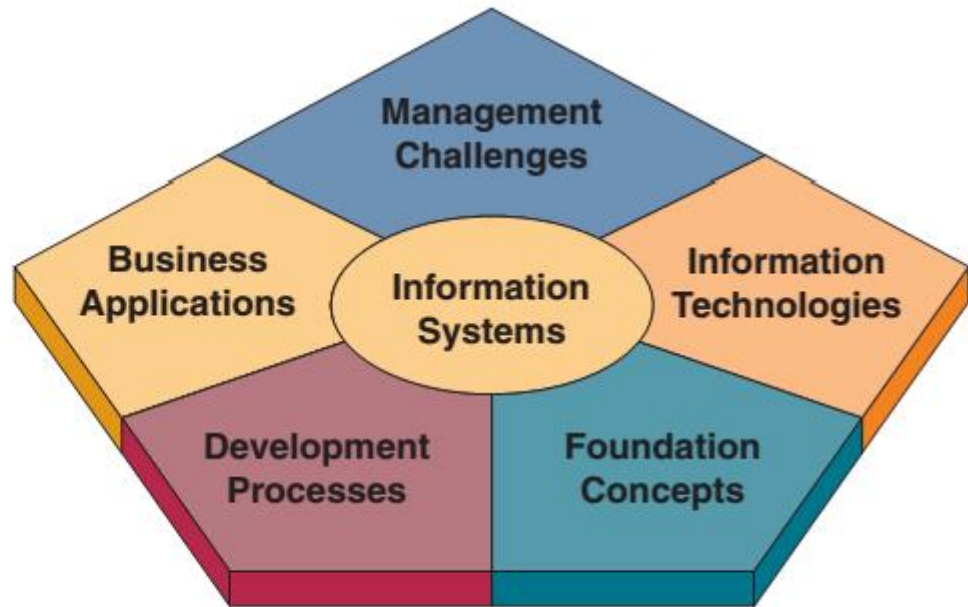 Management
Challenges
Business
Applications
Information
Systems
Information
Technologies
Development
Processes
Foundation
Concepts